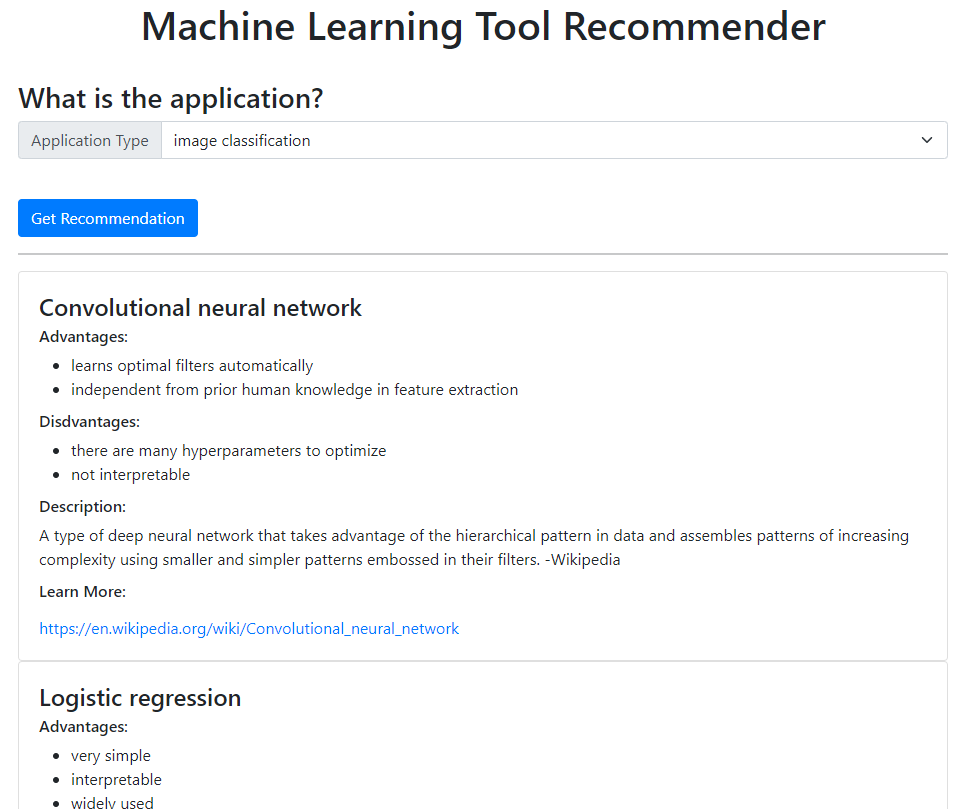 Machine Learning Tool Recommender
What is the application?
Application Type image classification
Get Recommendation
Convolutional neural network
Advantages:
learns optimal filters automatically
independent from prior human knowledge in feature extraction
Disdvantages:
there are many hyperparameters to optimize
not interpretable
Description:
A type of deep neural network that takes advantage of the hierarchical pattern in data and assembles patterns of increasing
complexity using smaller and simpler patterns embossed in their filters. -Wikipedia
Learn More:
https://en.wikipedia.org/wiki/Convolutional_neural_network
Logistic regression
Advantages:
very simple
interpretable
widely used